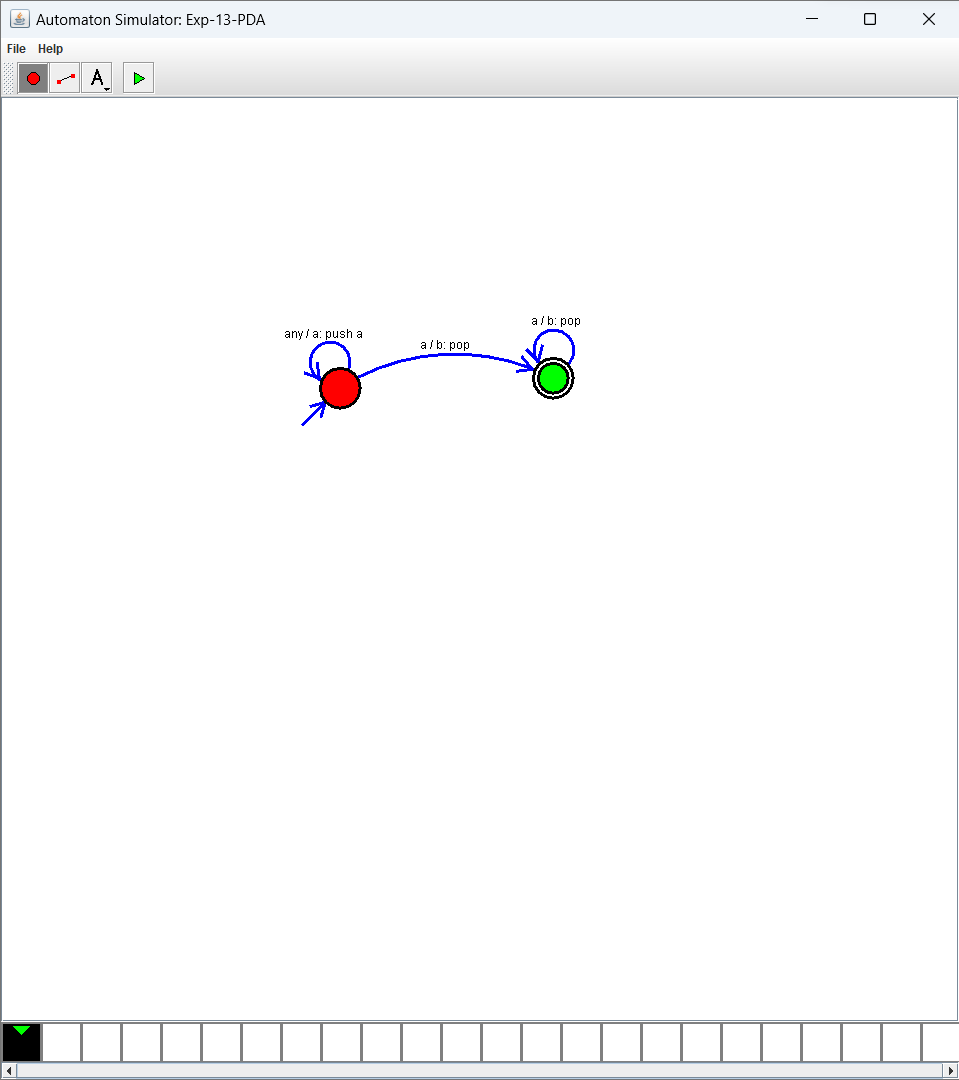 Automaton Simulator: Exp-13-PDA
File Help
A
any / a: push a
a / b: pop
a / b: pop